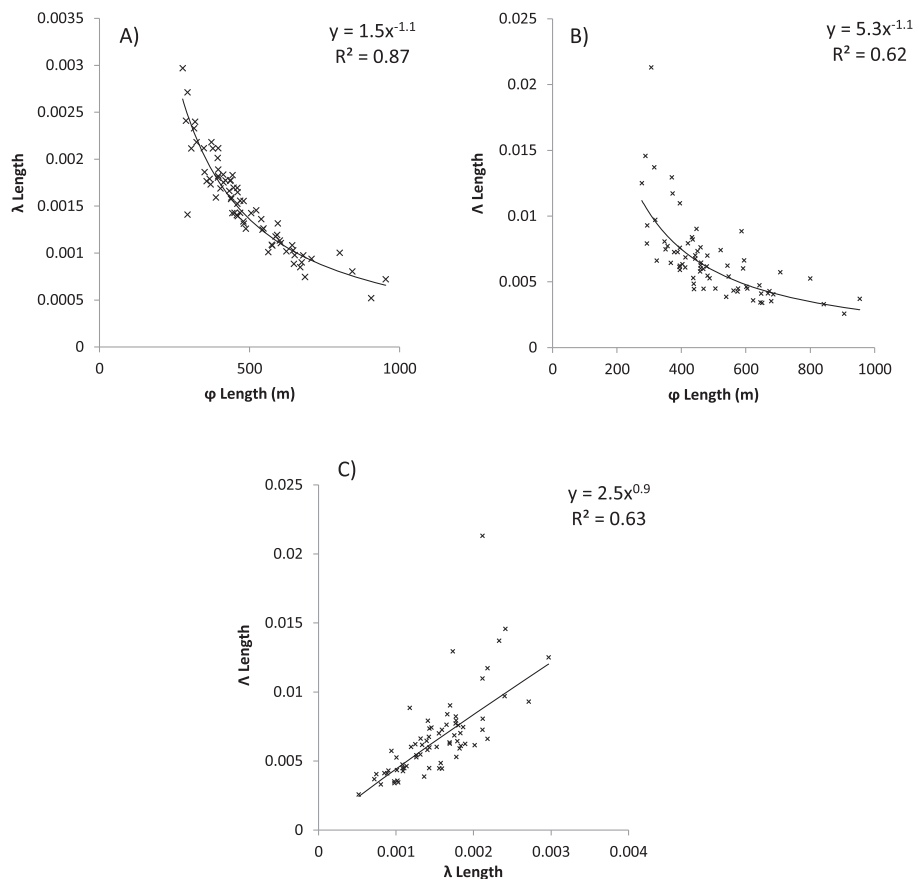 A)
y = 1.5x^-1.1
R² = 0.87
0.0035
0.003
0.0025
0.002
0.0015
0.001
0.0005
0
λ Length
0 500 1000
φ Length (m)
B)
y = 5.3x^-1.1
R² = 0.62
0.025
0.02
0.015
0.01
0.005
0
Λ Length
0 200 400 600 800 1000
φ Length (m)
C)
y = 2.5x^0.9
R² = 0.63
0.025
0.02
0.015
0.01
0.005
0
Λ Length
0 0.001 0.002 0.003 0.004
λ Length